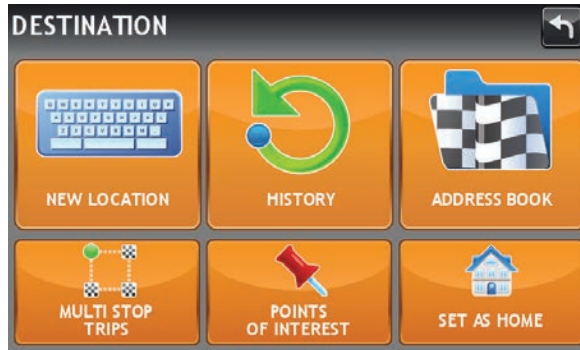 DESTINATION
NEW LOCATION
HISTORY
ADDRESS BOOK
MULTI STOP
TRIPS
POINTS
OF INTEREST
SET AS HOME